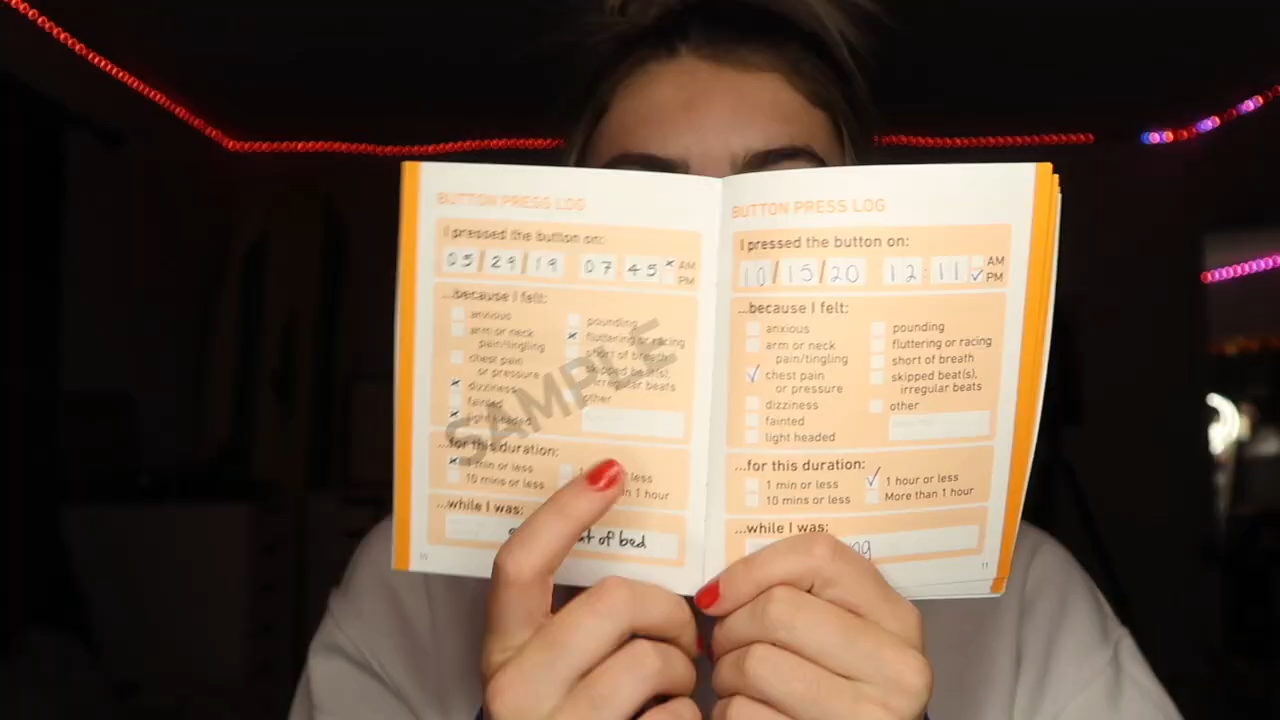 BUTTON PRESS LOG
I pressed the button on:
05/29/19 07 45 × AM
PM
...because I felt:
anxious
arm or neck
pain/tingling
chest pain
or pressure
× dizziness
fainted
× light headed
pounding
× fluttering or racing
short of breath
skipped beat(s),
irregular beats
other
SAMPLE
...for this duration:
× 1 min or less
10 mins or less
less
1 hour
...while I was:
of bed
10
BUTTON PRESS LOG
I pressed the button on:
10/15/20 12:11 AM
✓ PM
...because I felt:
anxious
arm or neck
pain/tingling
✓ chest pain
or pressure
dizziness
fainted
light headed
pounding
fluttering or racing
short of breath
skipped beat(s),
irregular beats
other
...for this duration:
1 min or less
10 mins or less
✓ 1 hour or less
More than 1 hour
...while I was:
11